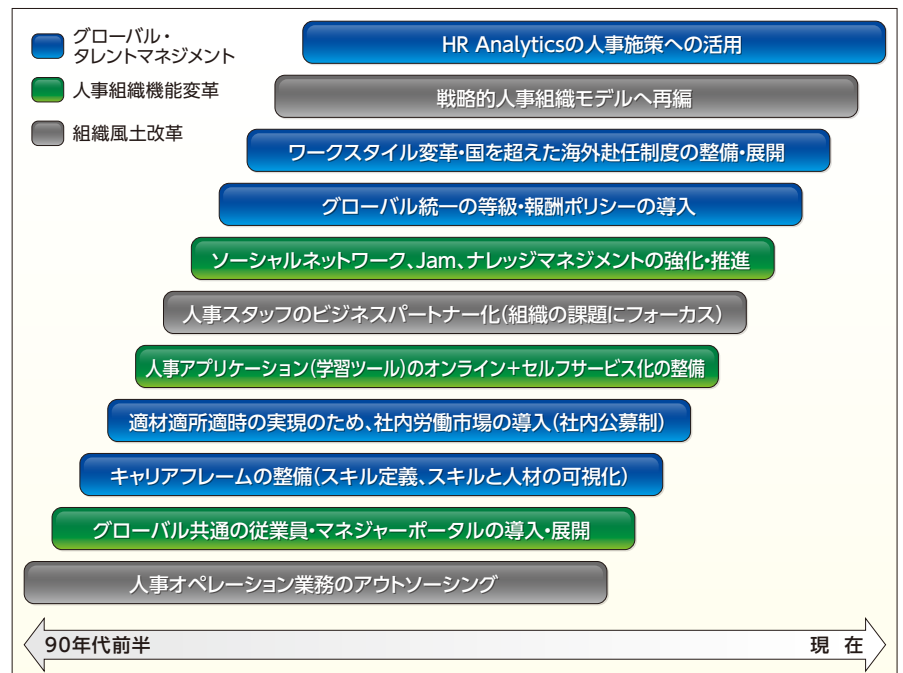 グローバル・
タレントマネジメント
人事組織機能変革
組織風土改革
HR Analyticsの人事施策への活用
戦略的人事組織モデルへ再編
ワークスタイル変革・国を超えた海外赴任制度の整備・展開
グローバル統一の等級・報酬ポリシーの導入
ソーシャルネットワーク、Jam、ナレッジマネジメントの強化・推進
人事スタッフのビジネスパートナー化(組織の課題にフォーカス)
人事アプリケーション(学習ツール)のオンライン+セルフサービス化の整備
適材適所適時の実現のため、社内労働市場の導入(社内公募制)
キャリアフレームの整備(スキル定義、スキルと人材の可視化)
グローバル共通の従業員・マネジャーポータルの導入・展開
人事オペレーション業務のアウトソーシング
90年代前半 現 在